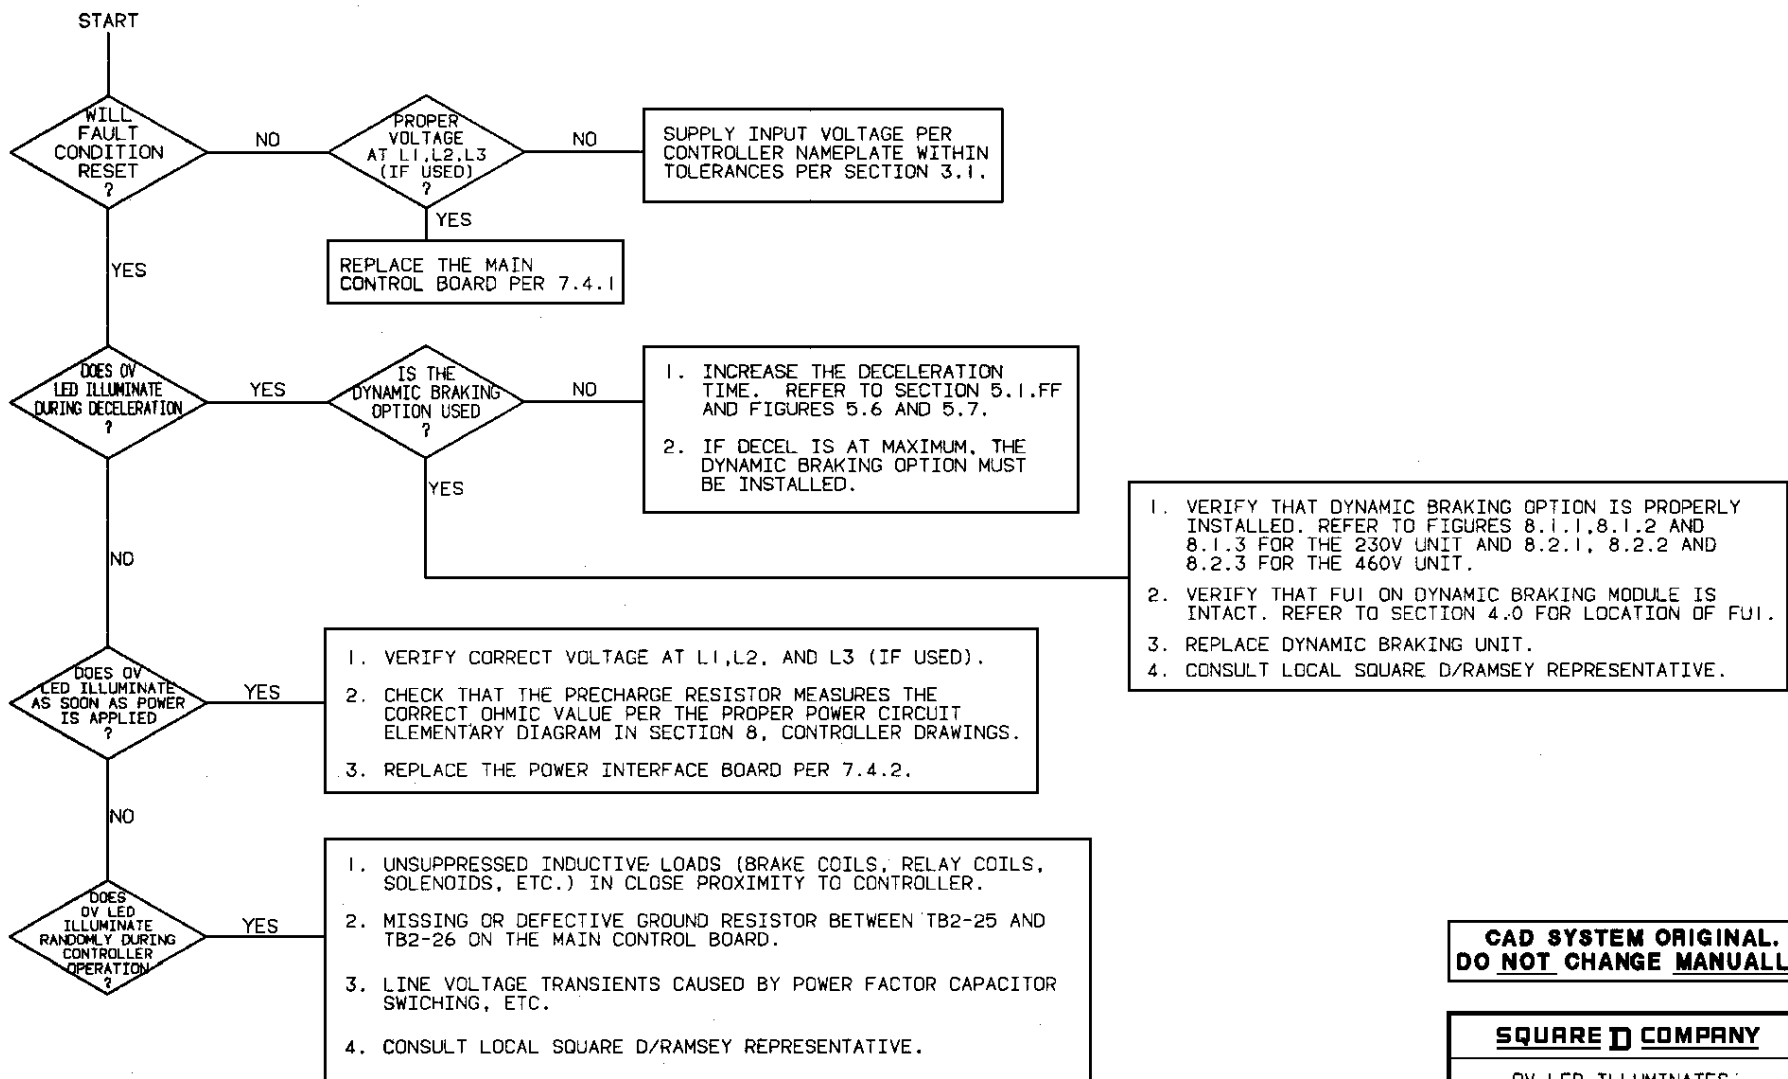 START
WILL
FAULT
CONDITION
RESET
?
NO
PROPER
VOLTAGE
AT L1,L2,L3
(IF USED)
?
NO
SUPPLY INPUT VOLTAGE PER
CONTROLLER NAMEPLATE WITHIN
TOLERANCES PER SECTION 3.1.
YES
REPLACE THE MAIN
CONTROL BOARD PER 7.4.1
YES
DOES OV
LED ILLUMINATE
DURING DECELERATION
?
YES
IS THE
DYNAMIC BRAKING
OPTION USED
?
NO
1. INCREASE THE DECELERATION
TIME. REFER TO SECTION 5.1.FF
AND FIGURES 5.6 AND 5.7.
2. IF DECEL IS AT MAXIMUM, THE
DYNAMIC BRAKING OPTION MUST
BE INSTALLED.
YES
1. VERIFY THAT DYNAMIC BRAKING OPTION IS PROPERLY
INSTALLED. REFER TO FIGURES 8.1.1,8.1.2 AND
8.1.3 FOR THE 230V UNIT AND 8.2.1, 8.2.2 AND
8.2.3 FOR THE 460V UNIT.
2. VERIFY THAT FU1 ON DYNAMIC BRAKING MODULE IS
INTACT. REFER TO SECTION 4.0 FOR LOCATION OF FU1.
3. REPLACE DYNAMIC BRAKING UNIT.
4. CONSULT LOCAL SQUARE D/RAMSEY REPRESENTATIVE.
NO
DOES OV
LED ILLUMINATE
AS SOON AS POWER
IS APPLIED
?
YES
1. VERIFY CORRECT VOLTAGE AT L1,L2, AND L3 (IF USED).
2. CHECK THAT THE PRECHARGE RESISTOR MEASURES THE
CORRECT OHMIC VALUE PER THE PROPER POWER CIRCUIT
ELEMENTARY DIAGRAM IN SECTION 8, CONTROLLER DRAWINGS.
3. REPLACE THE POWER INTERFACE BOARD PER 7.4.2.
NO
DOES
OV LED
ILLUMINATE
RANDOMLY DURING
CONTROLLER
OPERATION
?
YES
1. UNSUPPRESSED INDUCTIVE LOADS (BRAKE COILS, RELAY COILS,
SOLENOIDS, ETC.) IN CLOSE PROXIMITY TO CONTROLLER.
2. MISSING OR DEFECTIVE GROUND RESISTOR BETWEEN TB2-25 AND
TB2-26 ON THE MAIN CONTROL BOARD.
3. LINE VOLTAGE TRANSIENTS CAUSED BY POWER FACTOR CAPACITOR
SWICHING, ETC.
4. CONSULT LOCAL SQUARE D/RAMSEY REPRESENTATIVE.
CAD SYSTEM ORIGINAL.
DO NOT CHANGE MANUALL
SQUARE D COMPANY
OV LED ILLUMINATES